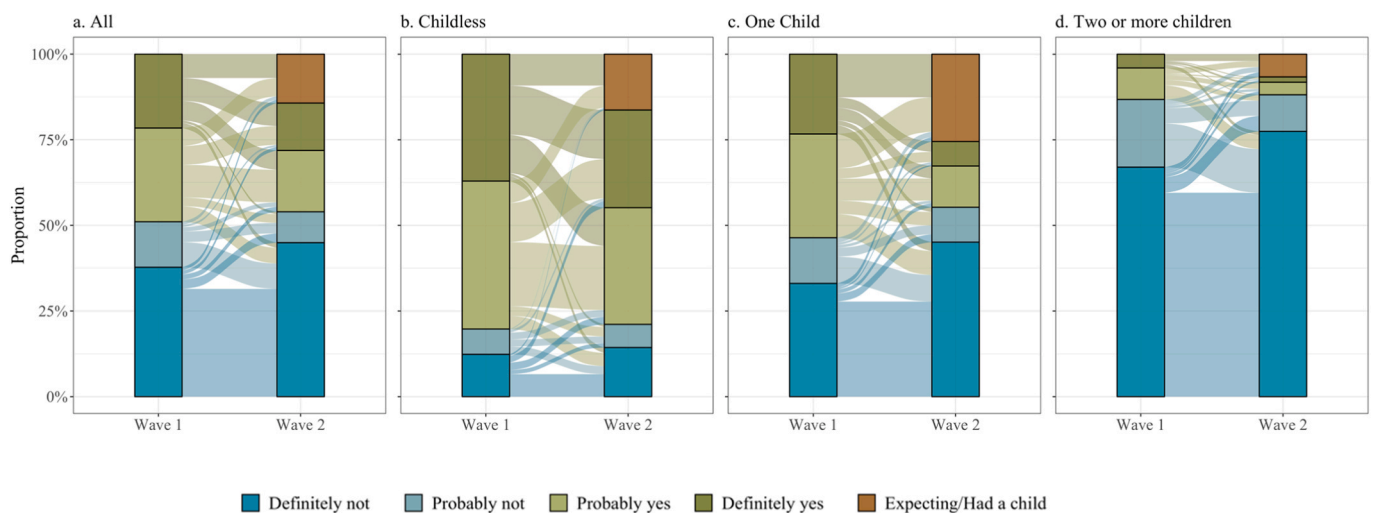 a. All
b. Childless
c. One Child
d. Two or more children
100%
75%
50%
25%
0%
Proportion
Wave 1 Wave 2 Wave 1 Wave 2 Wave 1 Wave 2 Wave 1 Wave 2
Definitely not Probably not Probably yes Definitely yes Expecting/Had a child